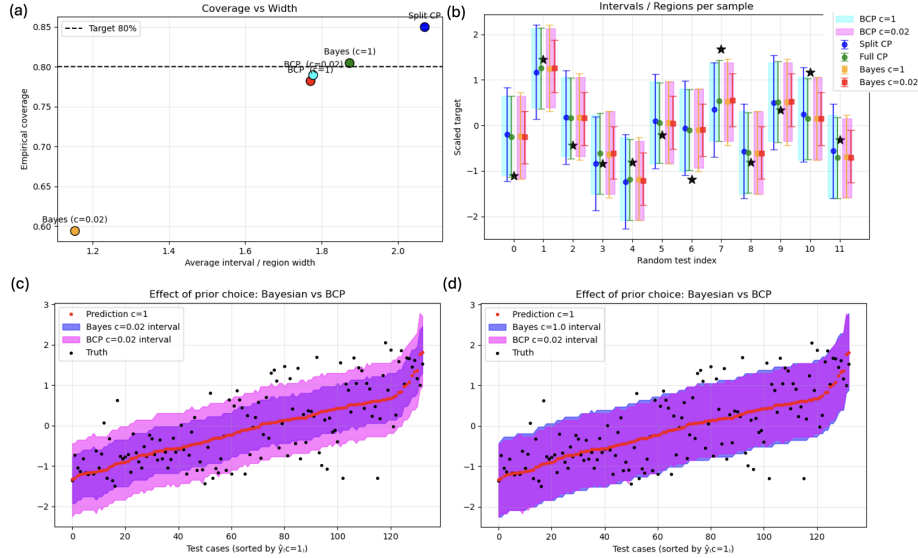 (a)
Coverage vs Width
Target 80%
Split CP
Bayes (c=1)
BCP (c=0.02)
BCP (c=1)
Bayes (c=0.02)
0.85
0.80
0.75
0.70
0.65
0.60
Empirical coverage
1.2
1.4
1.6
1.8
2.0
Average interval / region width
(b)
Intervals / Regions per sample
BCP c=1
BCP c=0.02
Split CP
Full CP
Bayes c=1
Bayes c=0.02
2
1
0
−1
−2
Scaled target
0
1
2
3
4
5
6
7
8
9
10
11
Random test index
(c)
Effect of prior choice: Bayesian vs BCP
Prediction c=1
Bayes c=0.02 interval
BCP c=0.02 interval
Truth
3
2
1
0
−1
−2
0
20
40
60
80
100
120
Test cases (sorted by ŷ₍c=1₎)
(d)
Effect of prior choice: Bayesian vs BCP
Prediction c=1
Bayes c=1.0 interval
BCP c=0.02 interval
Truth
3
2
1
0
−1
−2
0
20
40
60
80
100
120
Test cases (sorted by ŷ₍c=1₎)